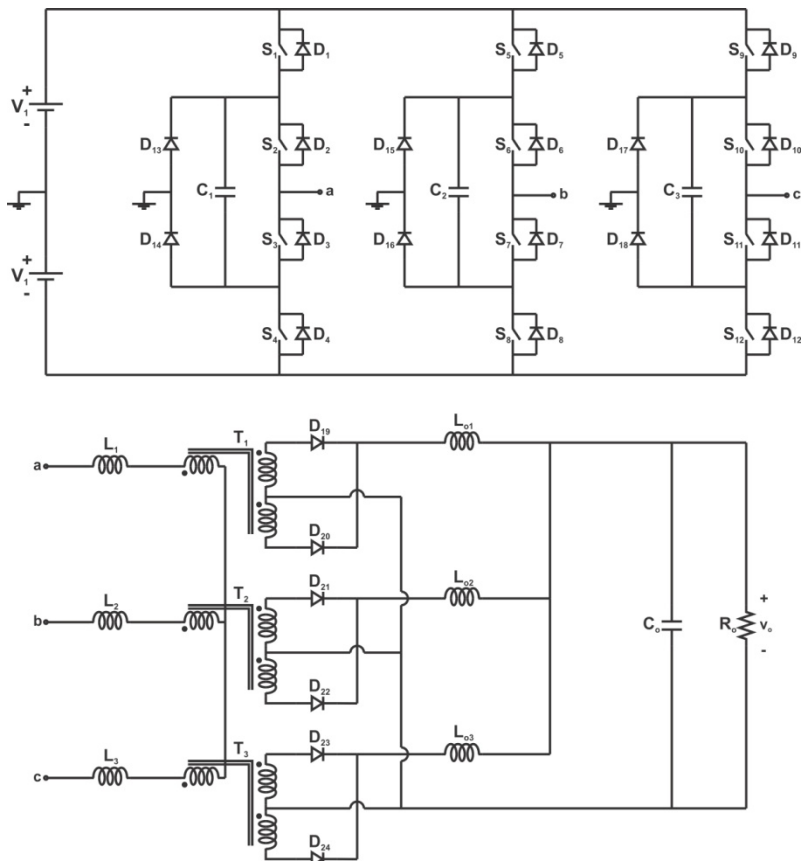 S₁ D₁ S₅ D₅ S₉ D₉
+
V₁
-
D₁₃ S₂ D₂ D₁₅ S₆ D₆ D₁₇ S₁₀ D₁₀
C₁ a C₂ b C₃ c
D₁₄ S₃ D₃ D₁₆ S₇ D₇ D₁₈ S₁₁ D₁₁
+
V₁
-
S₄ D₄ S₈ D₈ S₁₂ D₁₂
L₁ T₁ D₁₉ Lₒ₁
a
D₂₀
D₂₁ Lₒ₂
L₂ T₂
b
+
Cₒ Rₒ vₒ
-
D₂₂
D₂₃ Lₒ₃
L₃ T₃
c
D₂₄